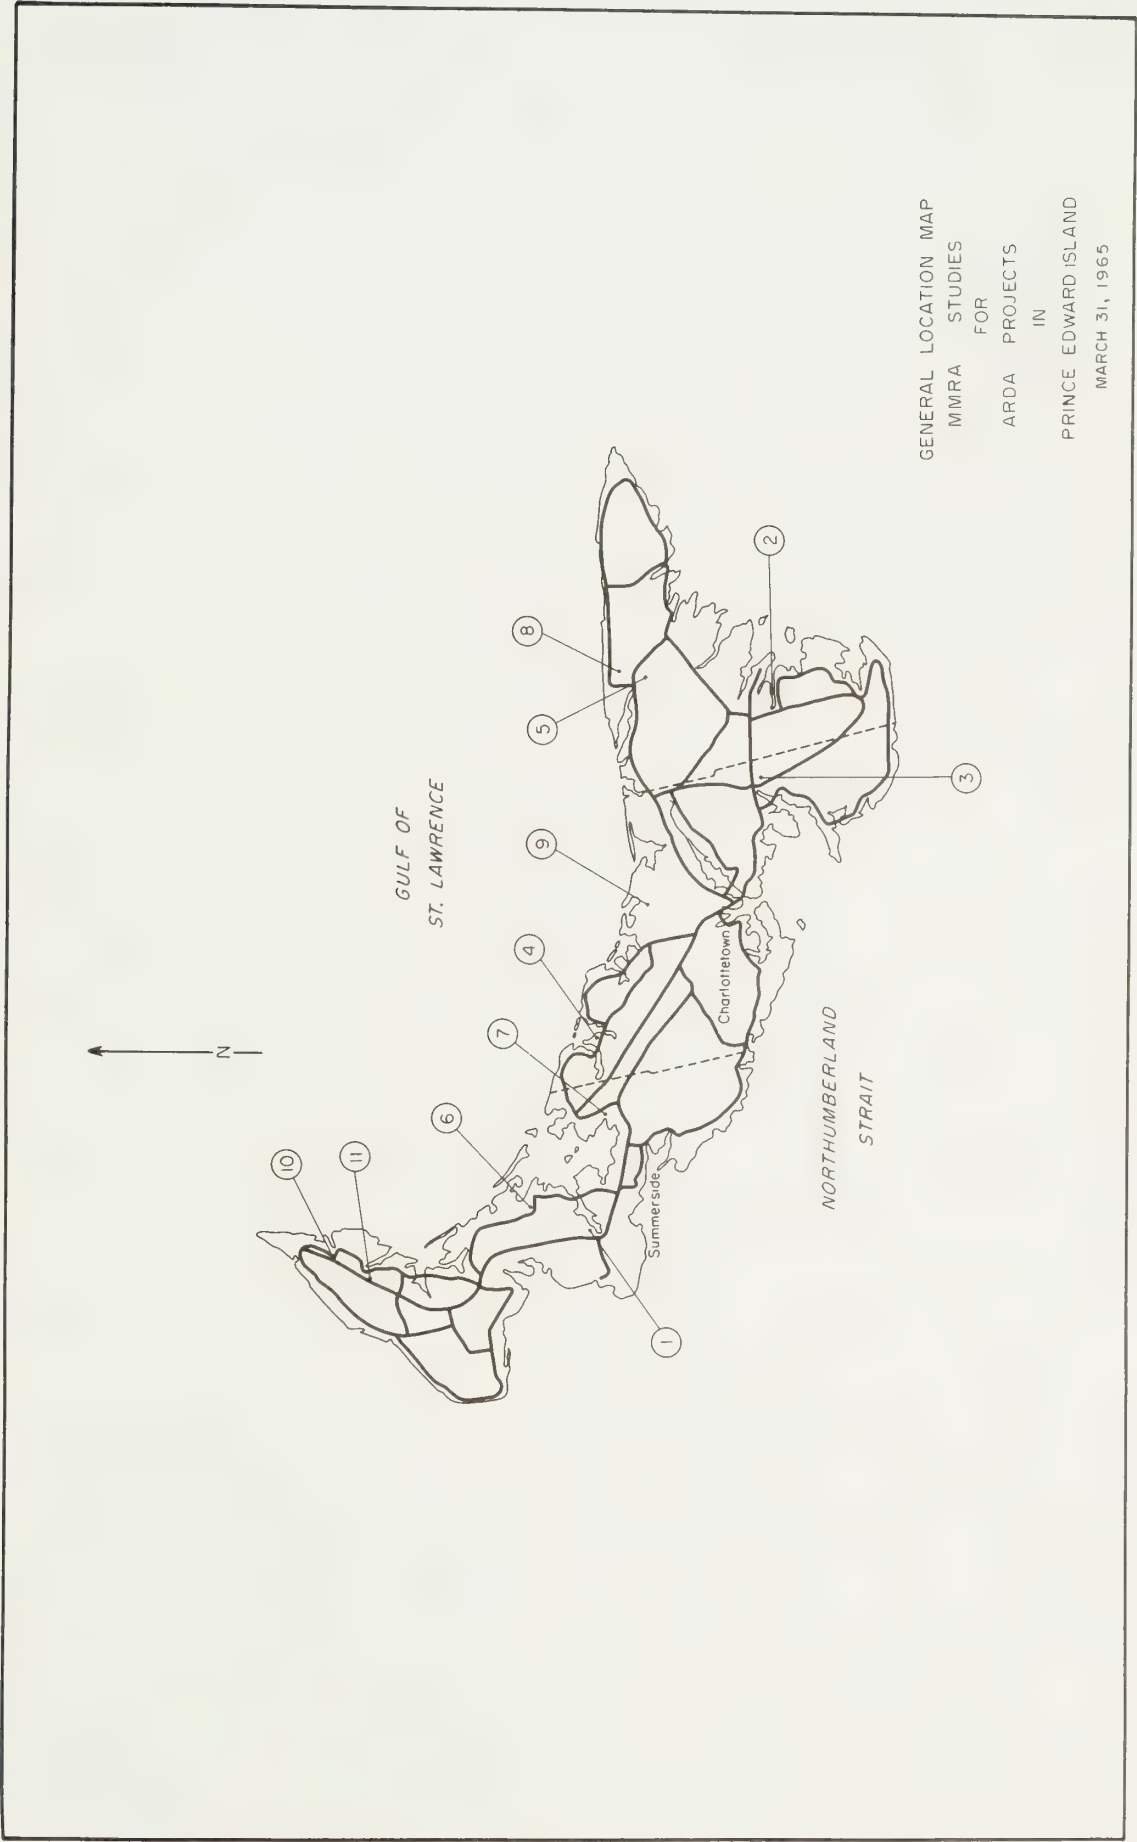 GENERAL LOCATION MAP
MMRA STUDIES
FOR
ARDA PROJECTS
IN
PRINCE EDWARD ISLAND
MARCH 31, 1965
GULF OF
ST. LAWRENCE
NORTHUMBERLAND
STRAIT
N
Charlottetown
Summerside
10
11
6
7
4
9
5
8
2
3
1